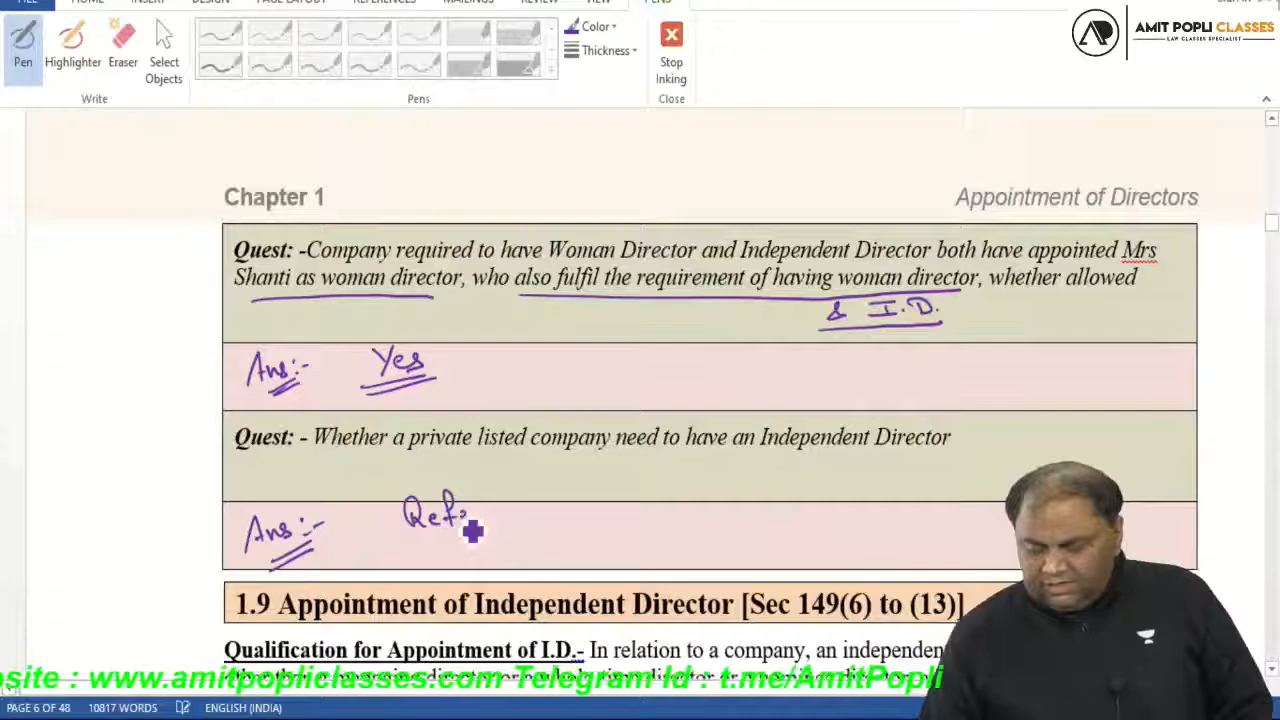 HOME INSERT DESIGN PAGE LAYOUT REFERENCES MAILINGS REVIEW VIEW PENS
Pen Highlighter Eraser Select Objects
Color
Thickness
Stop Inking
Write Pens Close
AMIT POPLI CLASSES
LAW CLASSES SPECIALIST
Chapter 1 Appointment of Directors
Quest: -Company required to have Woman Director and Independent Director both have appointed Mrs
Shanti as woman director, who also fulfil the requirement of having woman director, whether allowed
& I.D.
Ans:- Yes
Quest: - Whether a private listed company need to have an Independent Director
Ans:- Ref:
1.9 Appointment of Independent Director [Sec 149(6) to (13)]
Qualification for Appointment of I.D.- In relation to a company, an independen
site : www.amitpopliclasses.com Telegram Id- t.me/AmitPopli
PAGE 6 OF 48 10817 WORDS ENGLISH (INDIA)